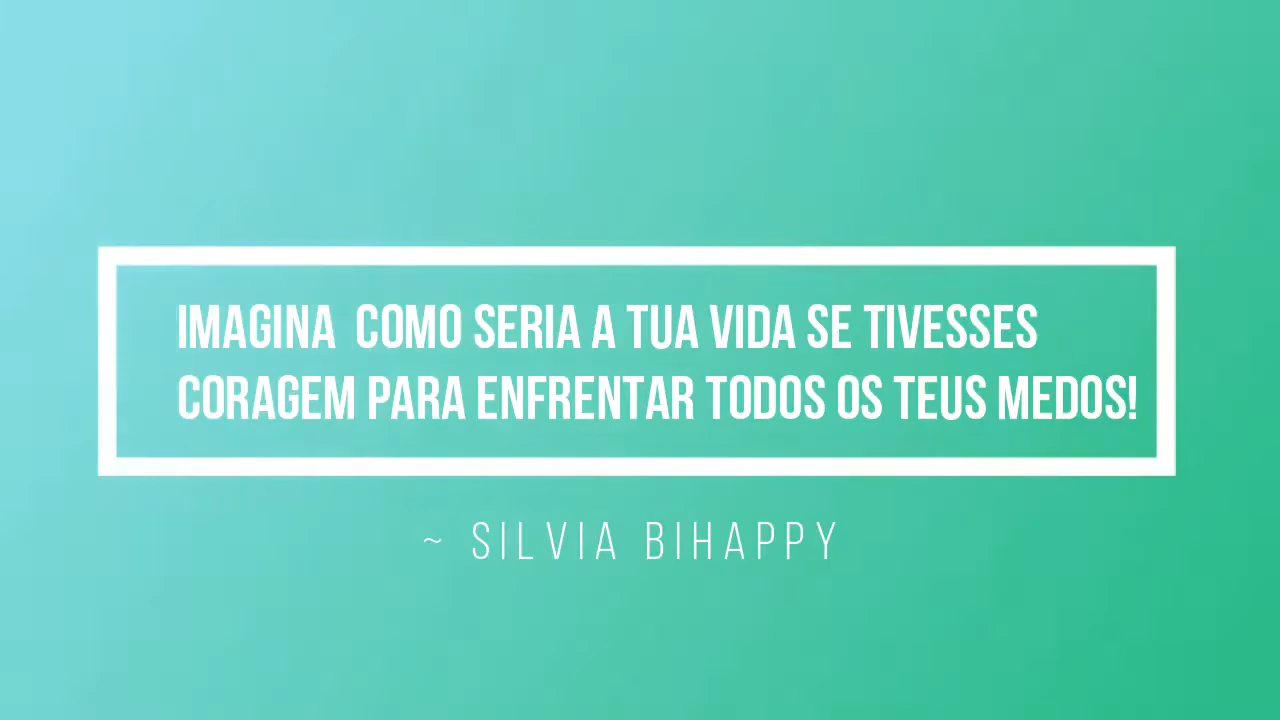 IMAGINA  COMO SERIA A TUA VIDA SE TIVESSES
CORAGEM PARA ENFRENTAR TODOS OS TEUS MEDOS!
~ SILVIA BIHAPPY